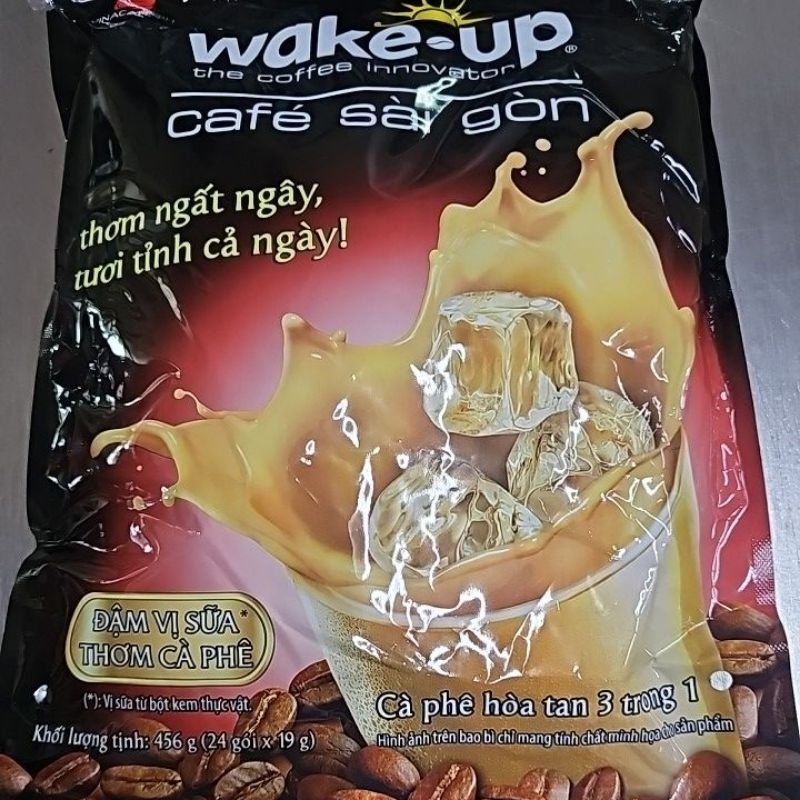 wake-up®
the coffee innovator
café sài gòn
thơm ngất ngây,
tươi tỉnh cả ngày!
ĐẬM VỊ SỮA*
THƠM CÀ PHÊ
(*): Vị sữa từ bột kem thực vật.
Khối lượng tịnh: 456 g (24 gói x 19 g)
Cà phê hòa tan 3 trong 1
Hình ảnh trên bao bì chỉ mang tính chất minh họa cho sản phẩm